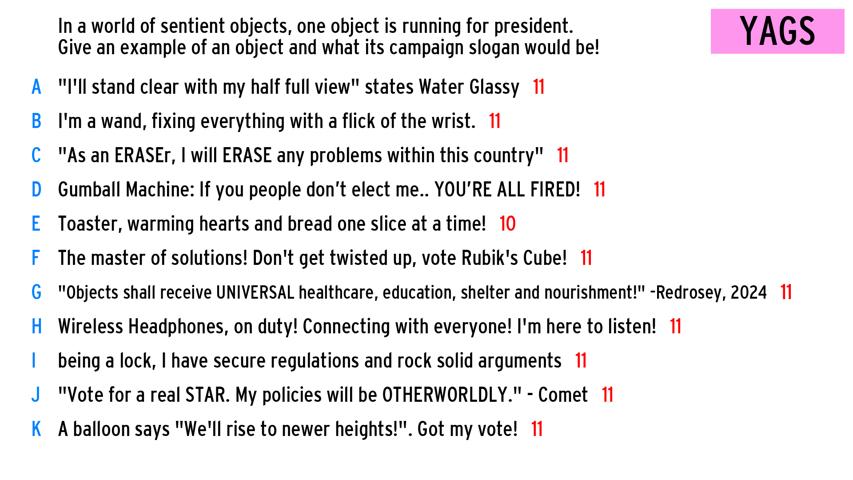 In a world of sentient objects, one object is running for president.
Give an example of an object and what its campaign slogan would be!
YAGS
A "I'll stand clear with my half full view" states Water Glassy 11
B I'm a wand, fixing everything with a flick of the wrist. 11
C "As an ERASEr, I will ERASE any problems within this country" 11
D Gumball Machine: If you people don't elect me.. YOU'RE ALL FIRED! 11
E Toaster, warming hearts and bread one slice at a time! 10
F The master of solutions! Don't get twisted up, vote Rubik's Cube! 11
G "Objects shall receive UNIVERSAL healthcare, education, shelter and nourishment!" -Redrosey, 2024 11
H Wireless Headphones, on duty! Connecting with everyone! I'm here to listen! 11
I being a lock, I have secure regulations and rock solid arguments 11
J "Vote for a real STAR. My policies will be OTHERWORLDLY." - Comet 11
K A balloon says "We'll rise to newer heights!". Got my vote! 11